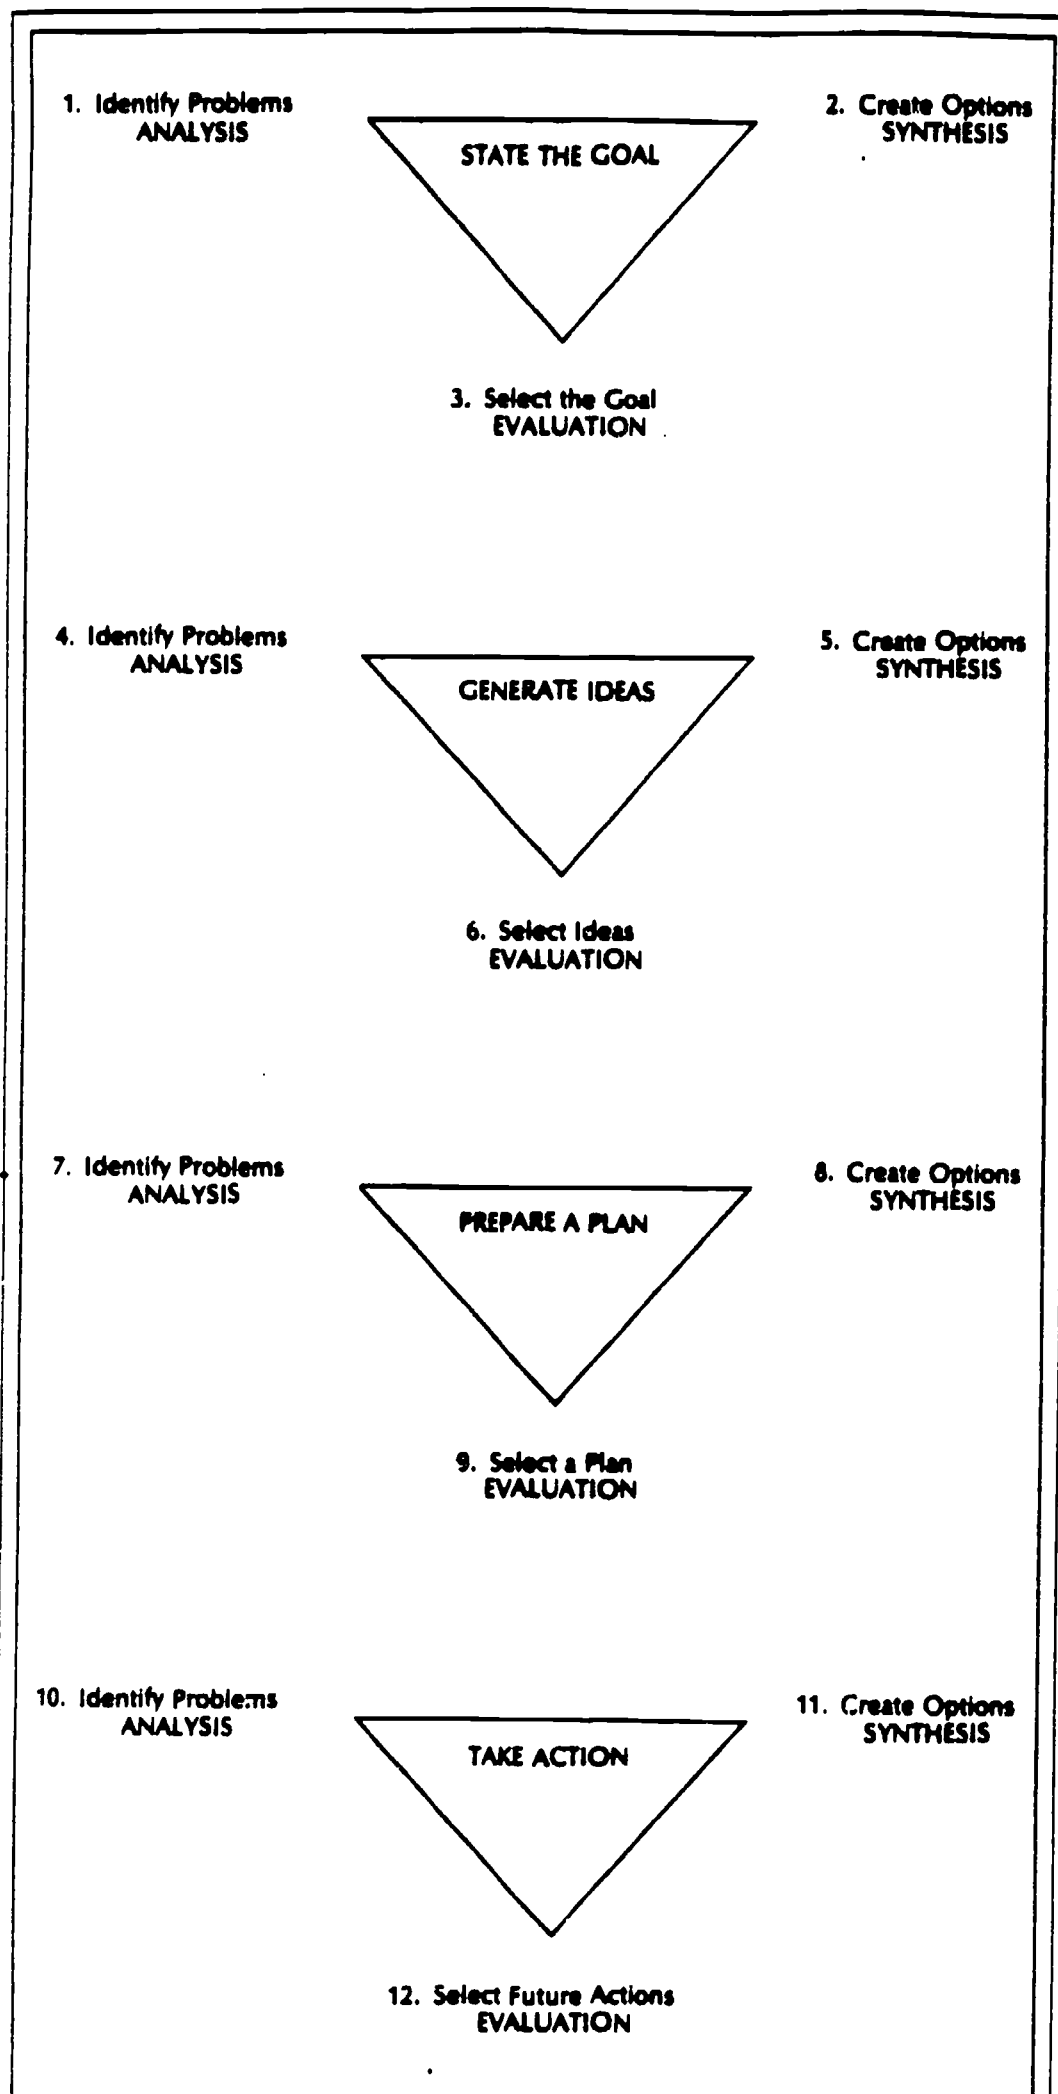 1. Identify Problems
ANALYSIS
STATE THE GOAL
2. Create Options
SYNTHESIS
3. Select the Goal
EVALUATION
4. Identify Problems
ANALYSIS
GENERATE IDEAS
5. Create Options
SYNTHESIS
6. Select Ideas
EVALUATION
7. Identify Problems
ANALYSIS
PREPARE A PLAN
8. Create Options
SYNTHESIS
9. Select a Plan
EVALUATION
10. Identify Problems
ANALYSIS
TAKE ACTION
11. Create Options
SYNTHESIS
12. Select Future Actions
EVALUATION